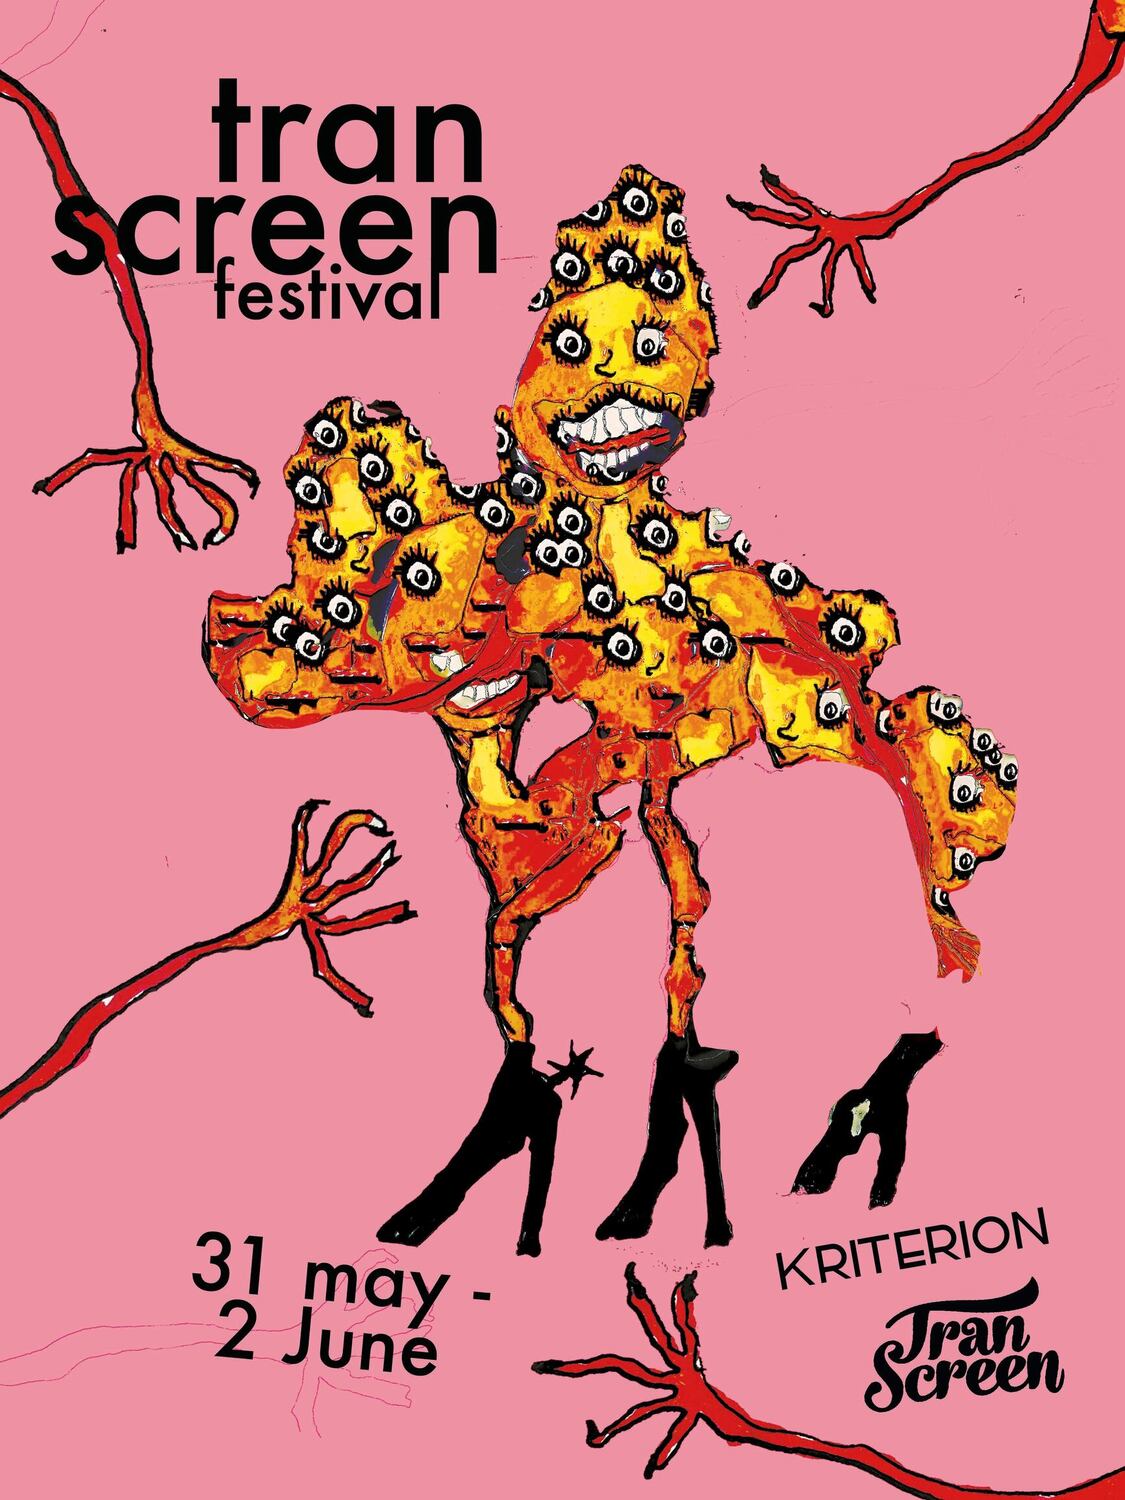 tran
screen
festival
31 may -
2 June
KRITERION
Tran
Screen